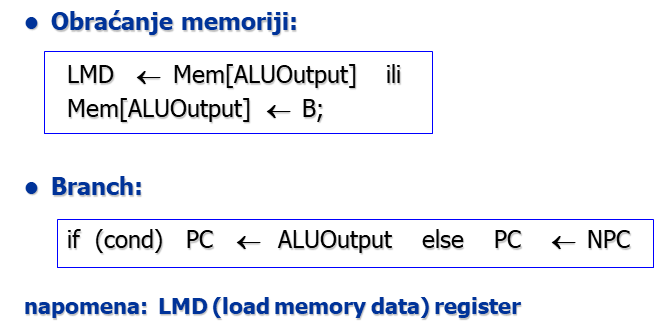 • Obraćanje memoriji:
LMD ← Mem[ALUOutput] ili
Mem[ALUOutput] ← B;
• Branch:
if (cond) PC ← ALUOutput else PC ← NPC
napomena: LMD (load memory data) register